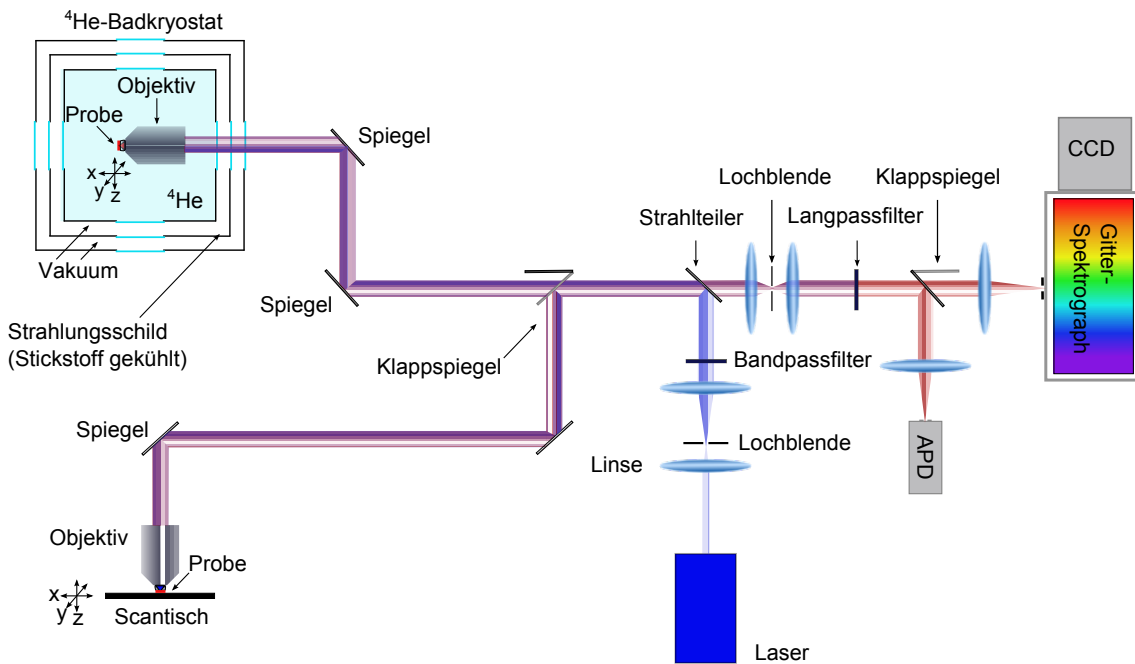 ⁴He-Badkryostat
Objektiv
Probe
x
y
z
⁴He
Vakuum
Strahlungsschild
(Stickstoff gekühlt)
Spiegel
Spiegel
Klappspiegel
Strahlteiler
Lochblende
Langpassfilter
Klappspiegel
CCD
Gitter-
Spektrograph
Bandpassfilter
Lochblende
Linse
APD
Laser
Spiegel
Objektiv
Probe
x
y
z
Scantisch